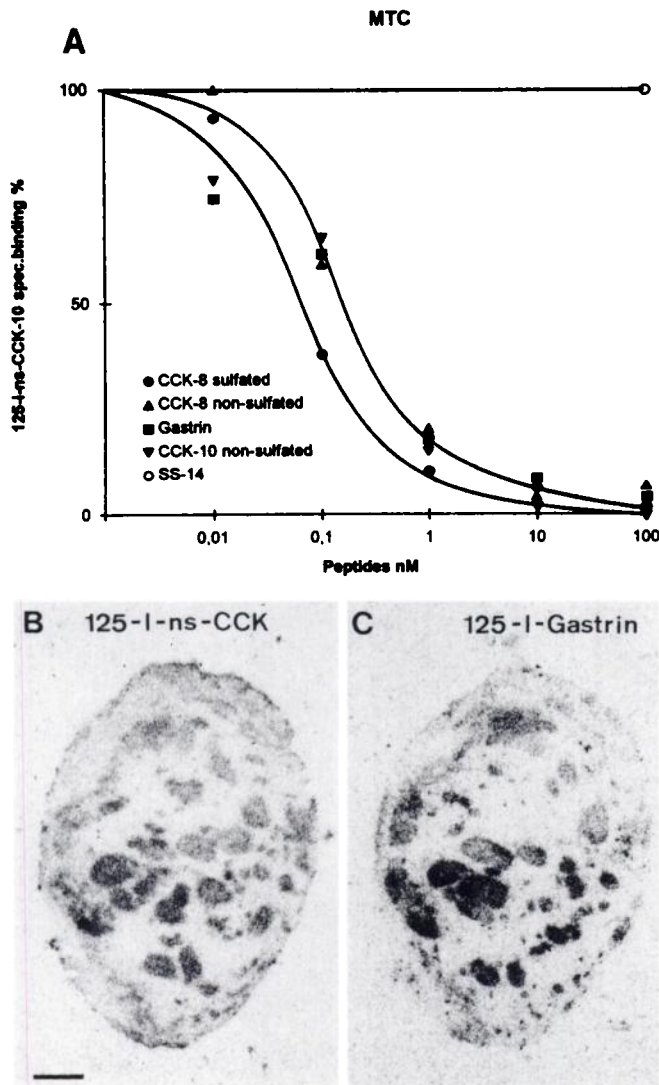 MTC
A
125-I-ns-CCK-10 spec.binding %
100
50
0
CCK-8 sulfated
CCK-8 non-sulfated
Gastrin
CCK-10 non-sulfated
SS-14
0,01 0,1 1 10 100
Peptides nM
B 125-I-ns-CCK
C 125-I-Gastrin